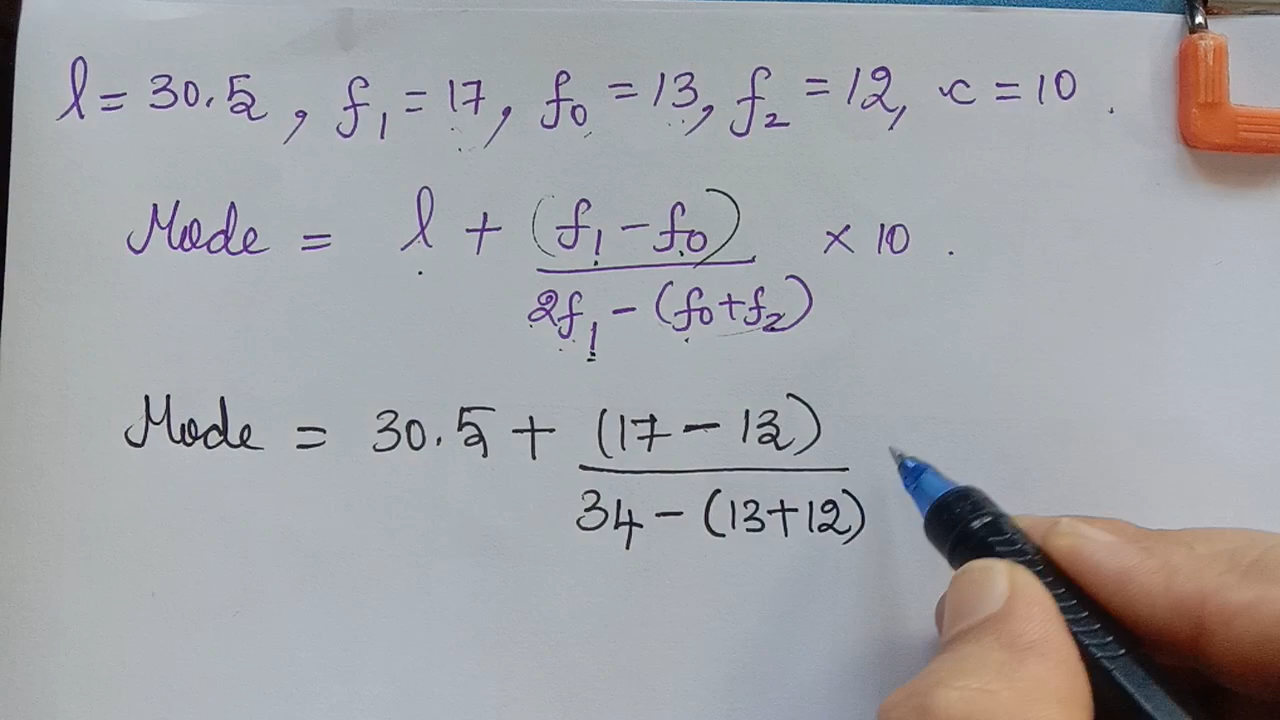 l = 30.5, f₁ = 17, f₀ = 13, f₂ = 12, c = 10.
Mode = l + (f₁ - f₀) × 10.
2f₁ - (f₀+f₂)
Mode = 30.5 + (17 - 13)
34 - (13+12)